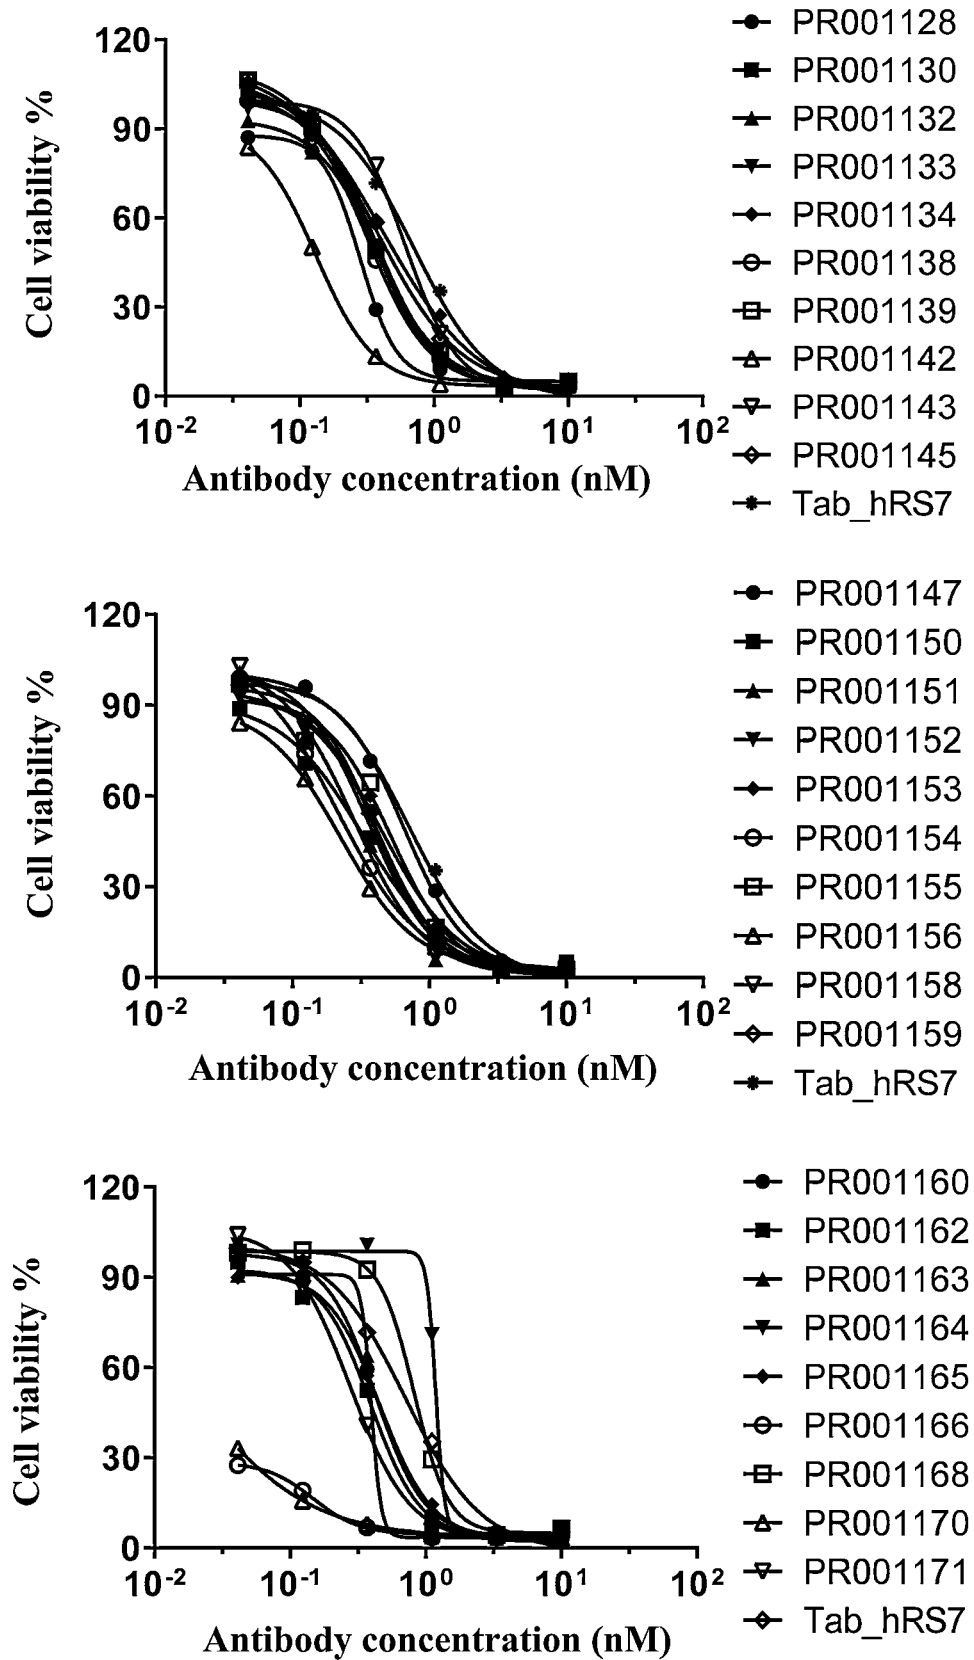 120
90
60
30
0
Cell viability %
10-2 10-1 100 101 102
Antibody concentration (nM)
PR001128
PR001130
PR001132
PR001133
PR001134
PR001138
PR001139
PR001142
PR001143
PR001145
Tab_hRS7
120
90
60
30
0
Cell viability %
10-2 10-1 100 101 102
Antibody concentration (nM)
PR001147
PR001150
PR001151
PR001152
PR001153
PR001154
PR001155
PR001156
PR001158
PR001159
Tab_hRS7
120
90
60
30
0
Cell viability %
10-2 10-1 100 101 102
Antibody concentration (nM)
PR001160
PR001162
PR001163
PR001164
PR001165
PR001166
PR001168
PR001170
PR001171
Tab_hRS7